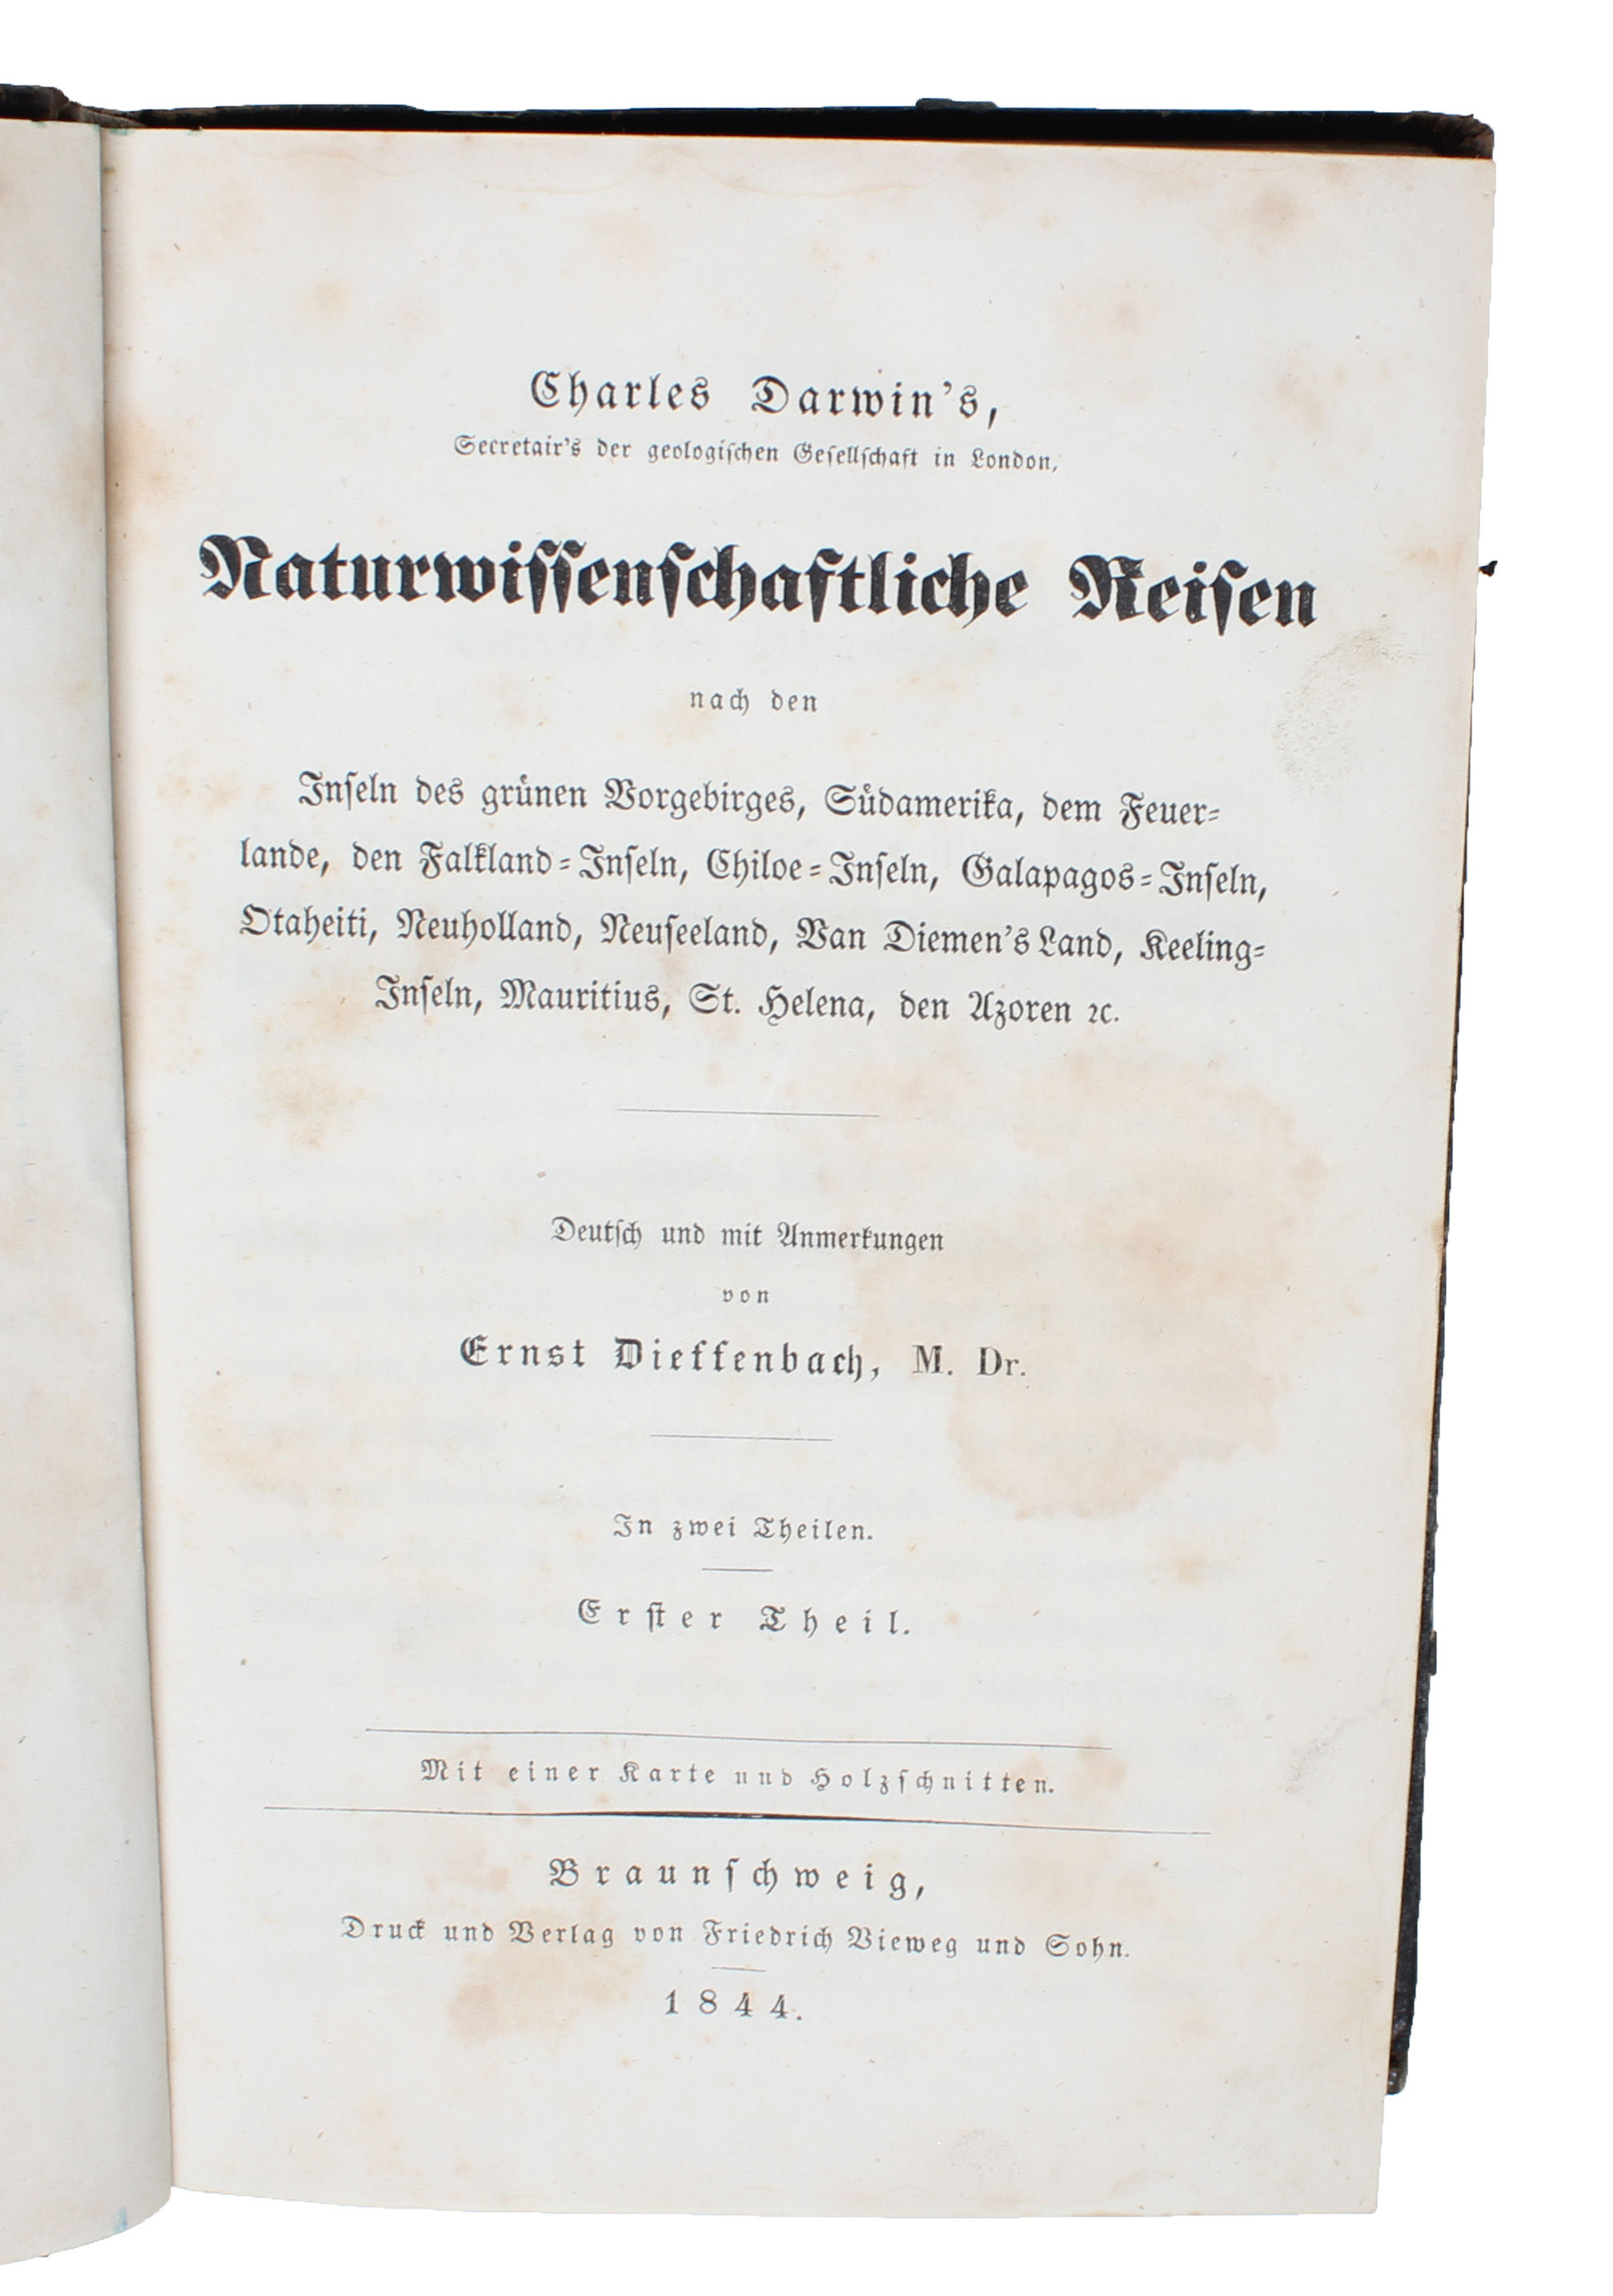 Charles Darwin's,
Secretair's der geologischen Gesellschaft in London,
Naturwissenschaftliche Reisen
nach den
Inseln des grünen Vorgebirges, Südamerika, dem Feuer-
lande, den Falkland-Inseln, Chiloe-Inseln, Galapagos-Inseln,
Otaheiti, Neuholland, Neuseeland, Van Diemen's Land, Keeling-
Inseln, Mauritius, St. Helena, den Azoren ꝛc.
Deutsch und mit Anmerkungen
von
Ernst Dieffenbach, M. Dr.
In zwei Theilen.
Erster Theil.
Mit einer Karte und Holzschnitten.
Braunschweig,
Druck und Verlag von Friedrich Vieweg und Sohn.
1844.